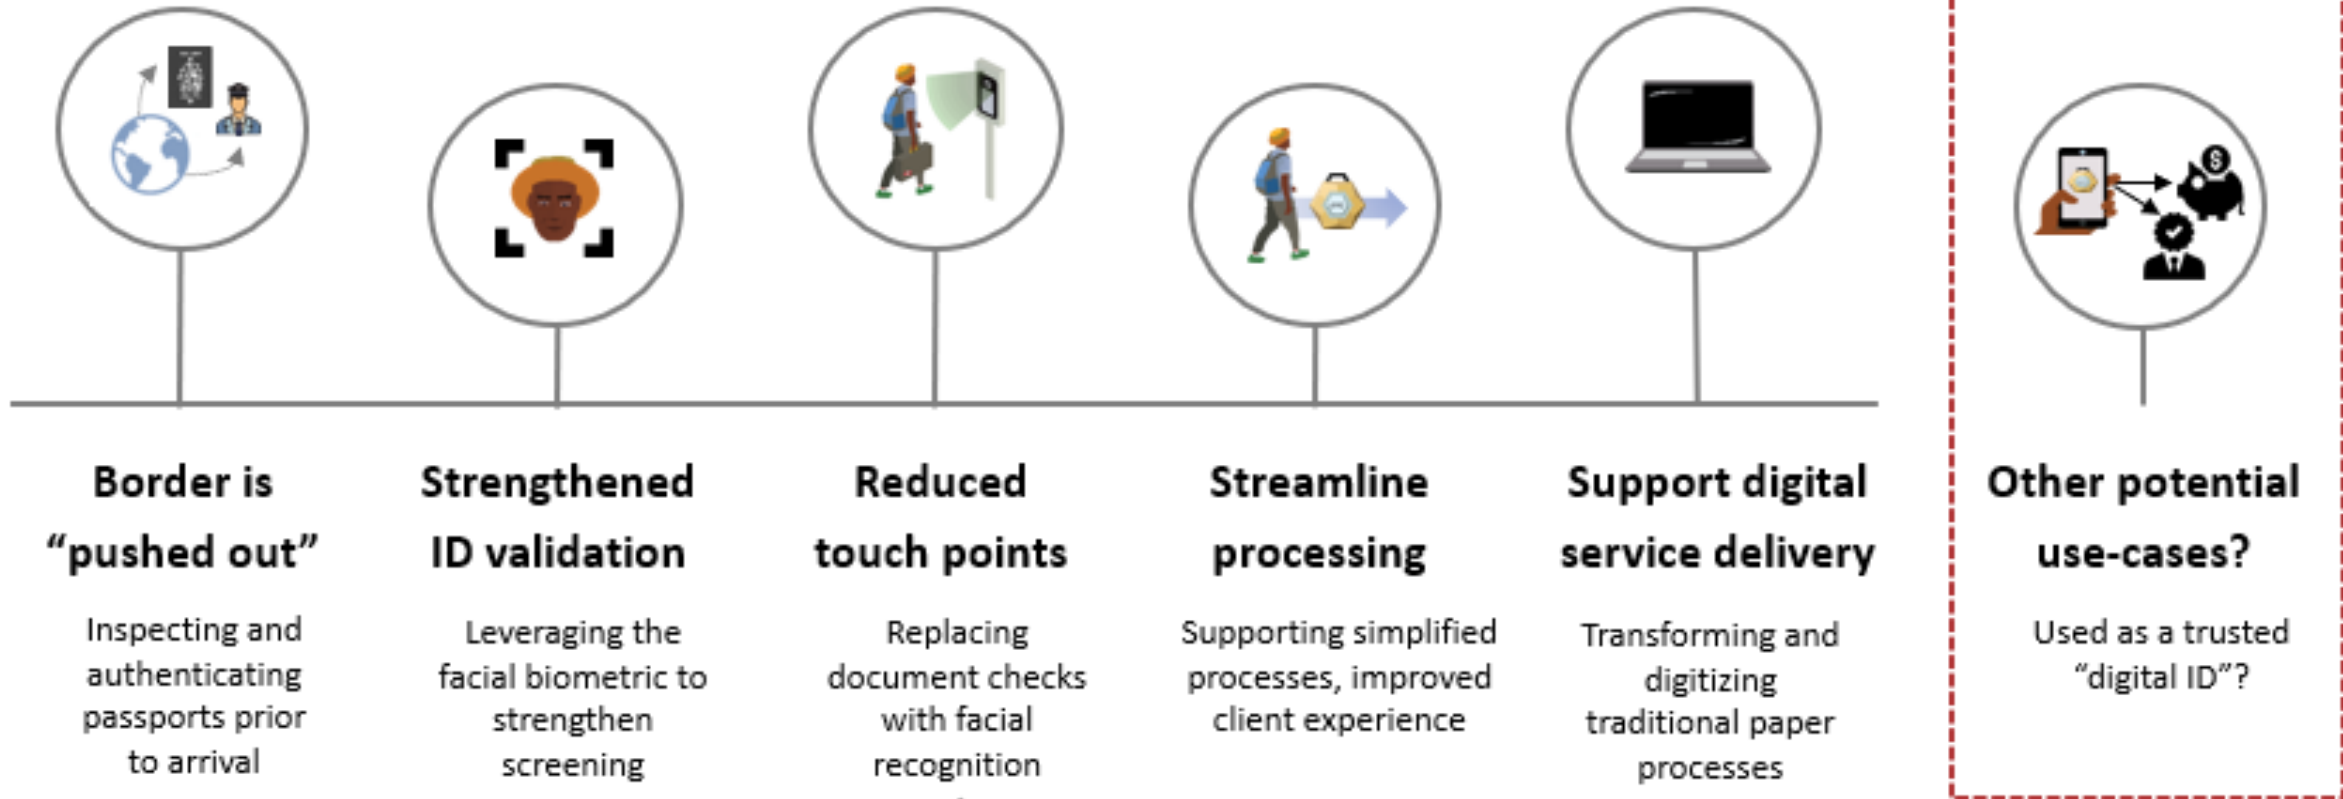 Border is
“pushed out”
Inspecting and
authenticating
passports prior
to arrival
Strengthened
ID validation
Leveraging the
facial biometric to
strengthen
screening
Reduced
touch points
Replacing
document checks
with facial
recognition
Streamline
processing
Supporting simplified
processes, improved
client experience
Support digital
service delivery
Transforming and
digitizing
traditional paper
processes
$
Other potential
use-cases?
Used as a trusted
“digital ID”?